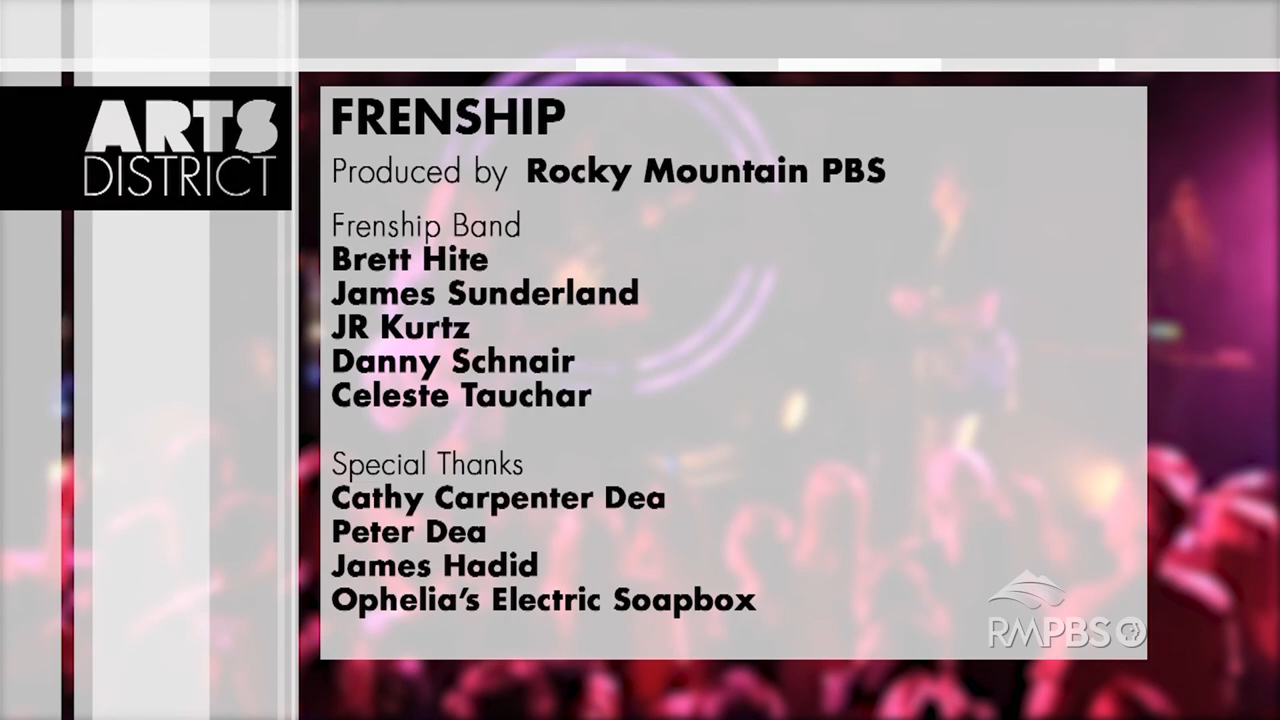 ARTS
DISTRICT
FRENSHIP
Produced by Rocky Mountain PBS
Frenship Band
Brett Hite
James Sunderland
JR Kurtz
Danny Schnair
Celeste Tauchar
Special Thanks
Cathy Carpenter Dea
Peter Dea
James Hadid
Ophelia's Electric Soapbox
RMPBS